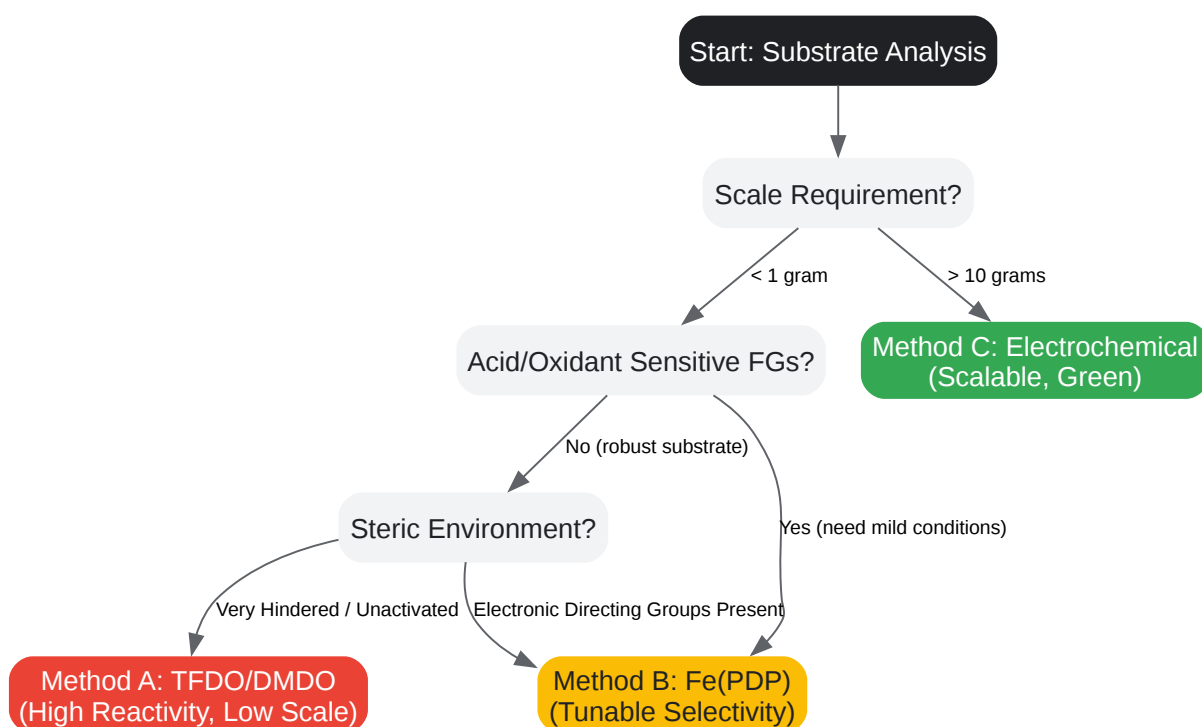 Start: Substrate Analysis
Scale Requirement?
< 1 gram
> 10 grams
Acid/Oxidant Sensitive FGs?
Method C: Electrochemical
(Scalable, Green)
No (robust substrate)
Steric Environment?
Yes (need mild conditions)
Very Hindered / Unactivated
Electronic Directing Groups Present
Method A: TFDO/DMDO
(High Reactivity, Low Scale)
Method B: Fe(PDP)
(Tunable Selectivity)